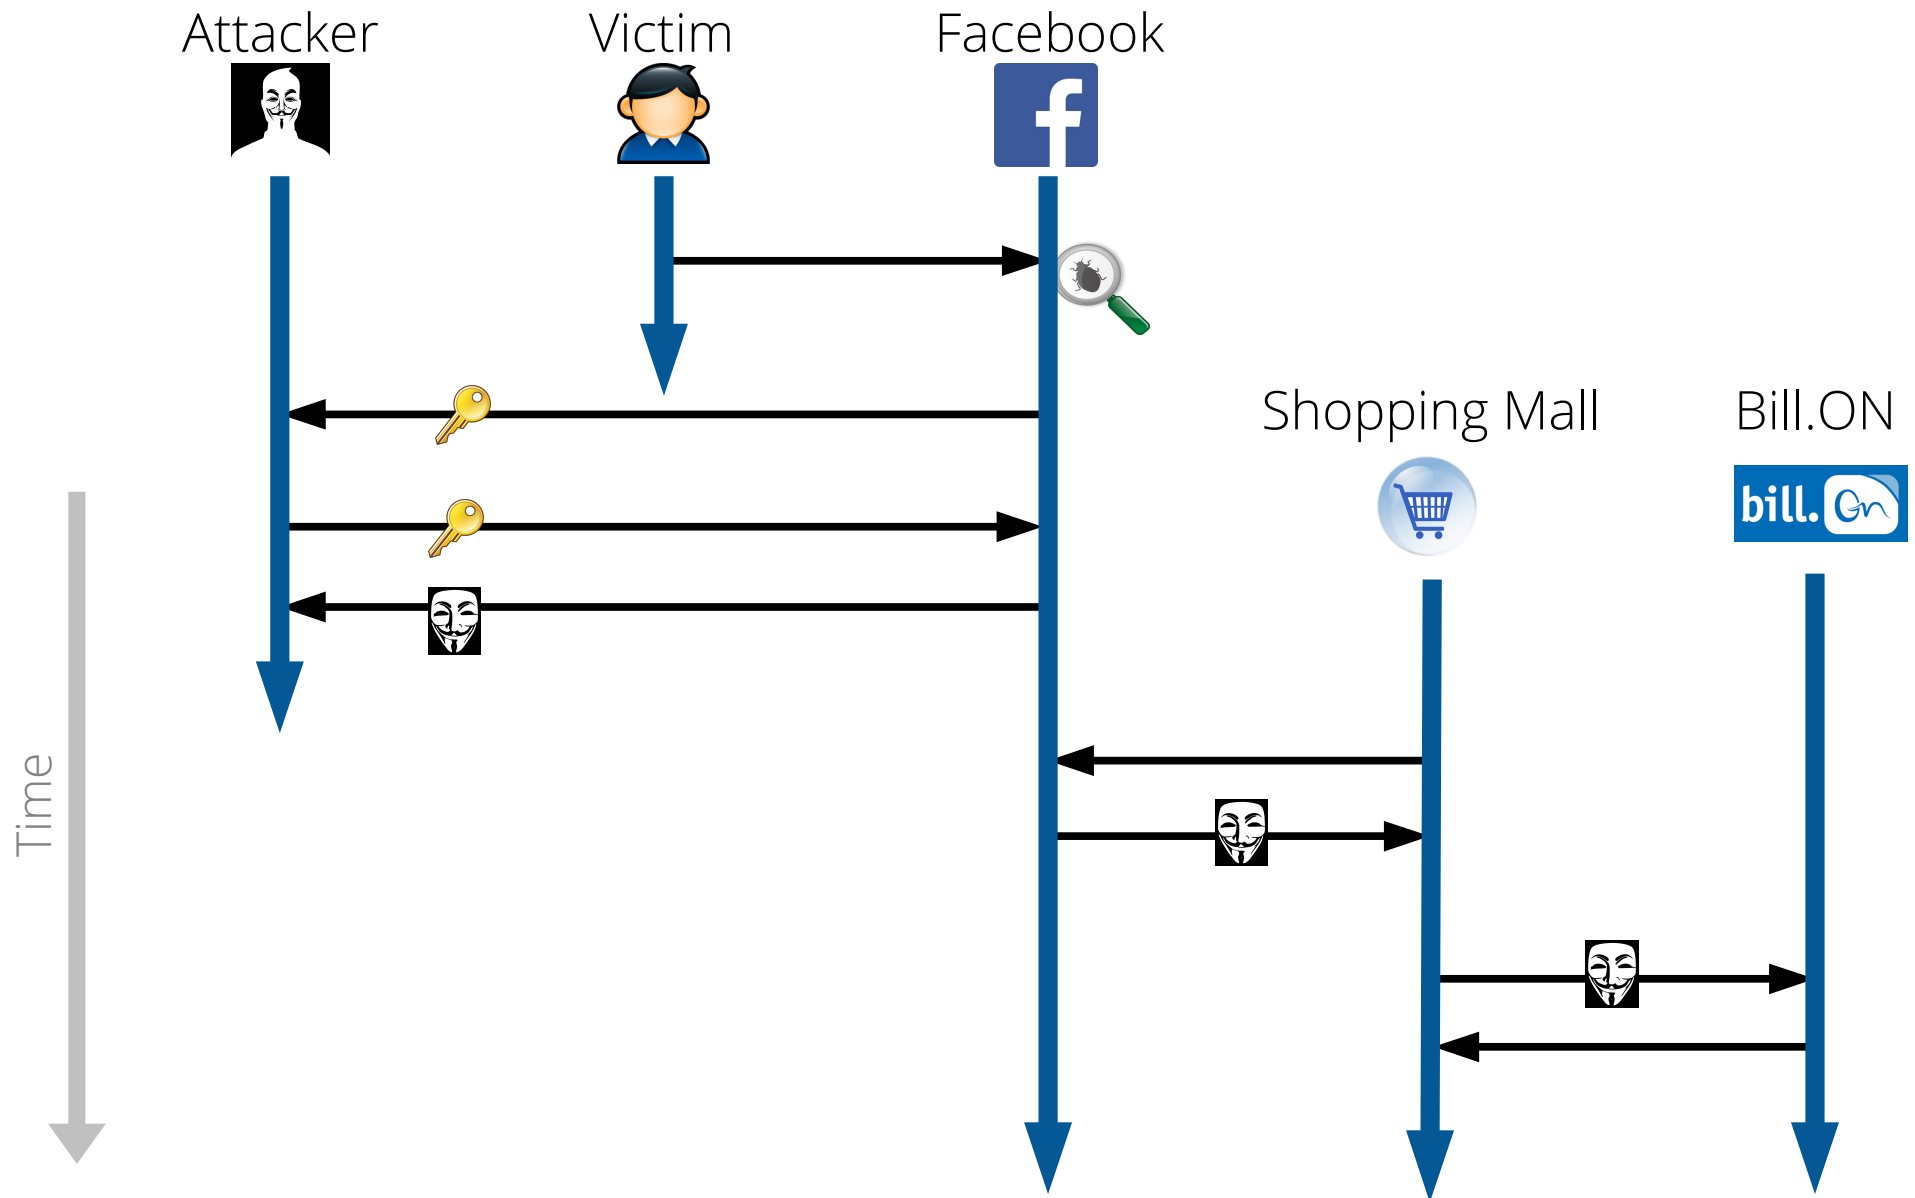 Attacker
Victim
Facebook
f
Shopping Mall
Bill.ON
bill.On
Time